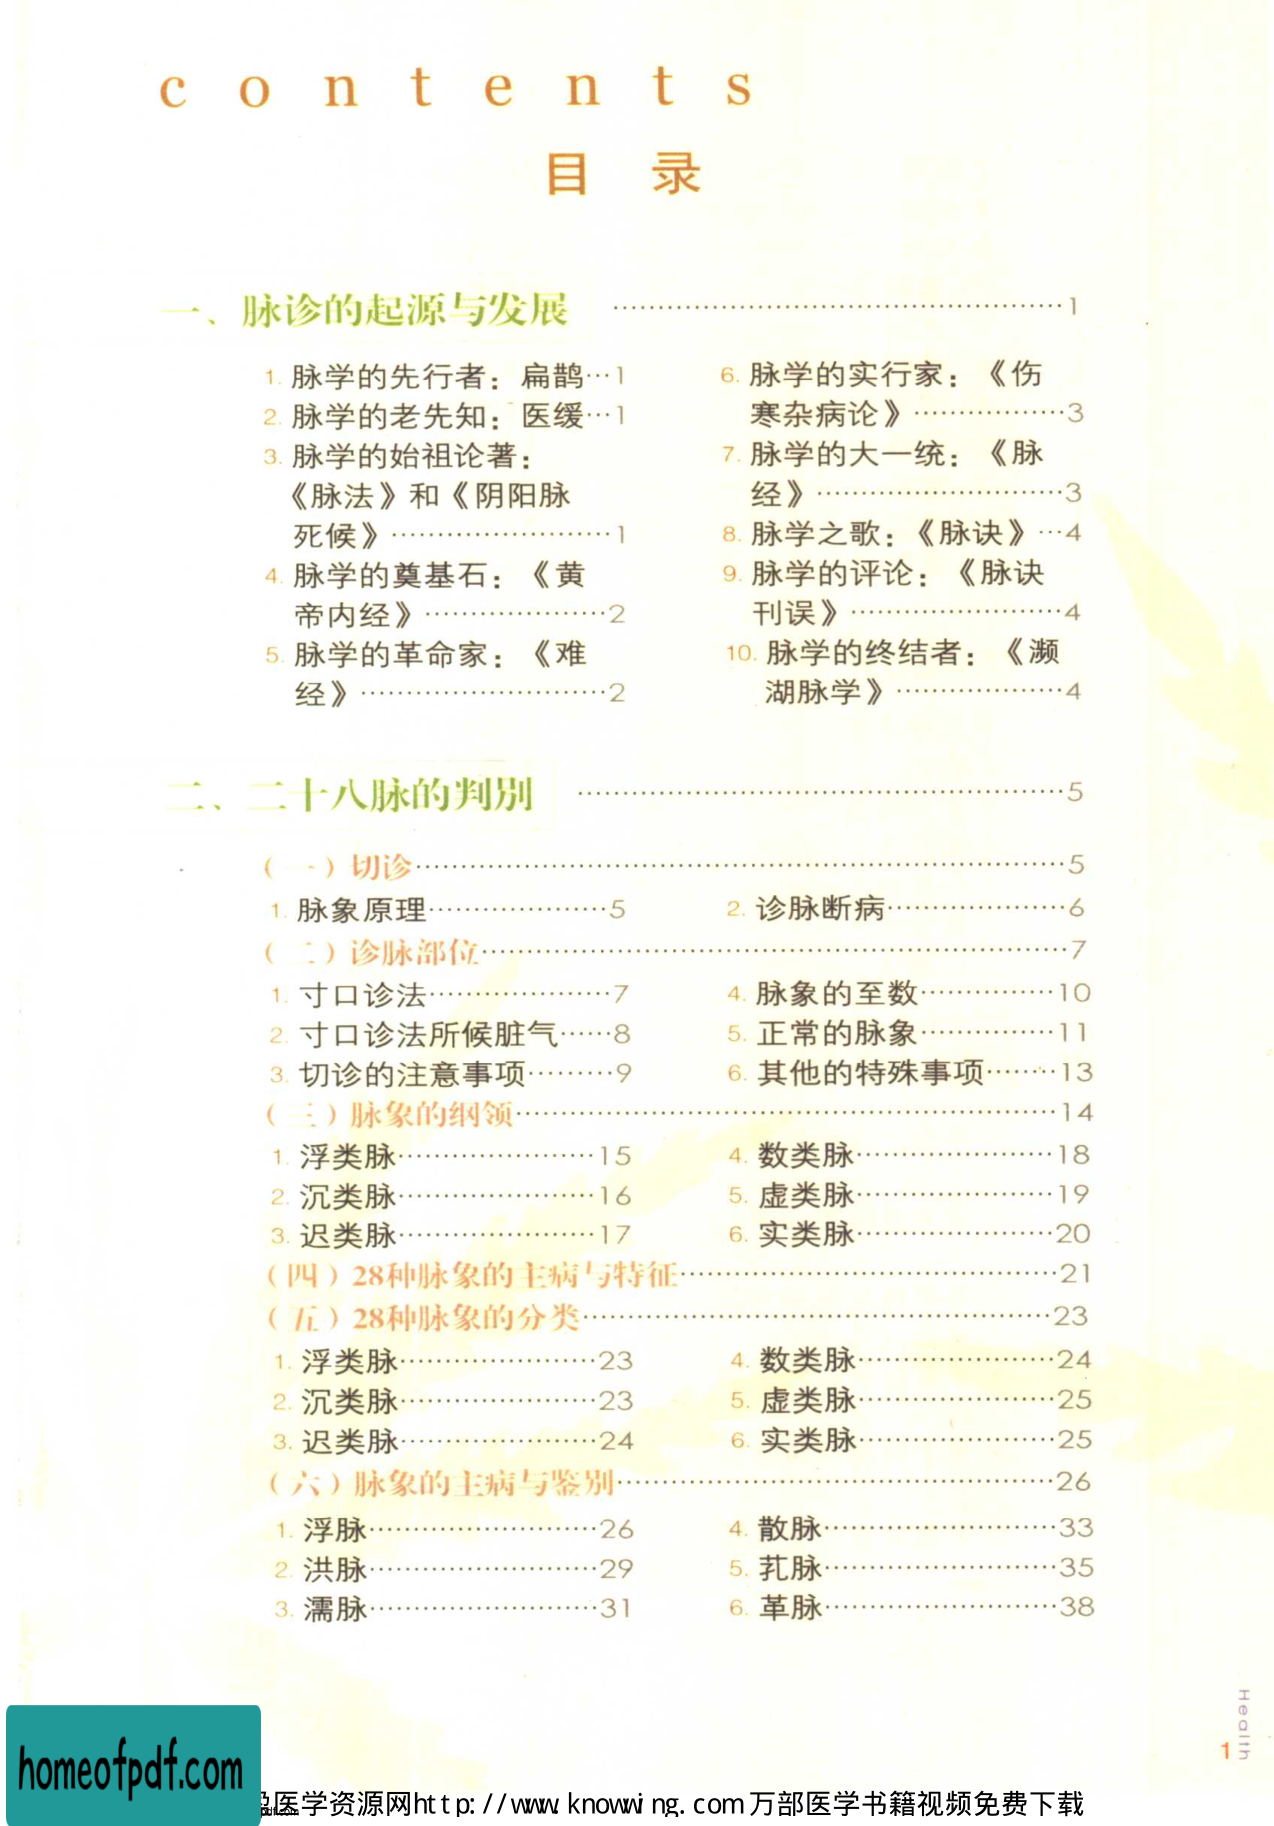 contents
目 录
一、脉诊的起源与发展 ……………………………………………1
1. 脉学的先行者：扁鹊…1
2. 脉学的老先知：医缓…1
3. 脉学的始祖论著：
《脉法》和《阴阳脉
死候》……………………1
4. 脉学的奠基石：《黄
帝内经》…………………2
5. 脉学的革命家：《难
经》………………………2
6. 脉学的实行家：《伤
寒杂病论》………………3
7. 脉学的大一统：《脉
经》………………………3
8. 脉学之歌：《脉诀》…4
9. 脉学的评论：《脉诀
刊误》……………………4
10. 脉学的终结者：《濒
湖脉学》…………………4
二、二十八脉的判别 ………………………………………………5
（一）切诊…………………………………………………………5
1. 脉象原理…………………5
2. 诊脉断病…………………6
（二）诊脉部位……………………………………………………7
1. 寸口诊法…………………7
2. 寸口诊法所候脏气……8
3. 切诊的注意事项………9
4. 脉象的至数……………10
5. 正常的脉象……………11
6. 其他的特殊事项………13
（三）脉象的纲领…………………………………………………14
1. 浮类脉…………………15
2. 沉类脉…………………16
3. 迟类脉…………………17
4. 数类脉…………………18
5. 虚类脉…………………19
6. 实类脉…………………20
（四）28种脉象的主病与特征……………………………………21
（五）28种脉象的分类……………………………………………23
1. 浮类脉…………………23
2. 沉类脉…………………23
3. 迟类脉…………………24
4. 数类脉…………………24
5. 虚类脉…………………25
6. 实类脉…………………25
（六）脉象的主病与鉴别…………………………………………26
1. 浮脉……………………26
2. 洪脉……………………29
3. 濡脉……………………31
4. 散脉……………………33
5. 芤脉……………………35
6. 革脉……………………38
Health
1
homeofpdf.com
医学资源网http://www.knowwing.com万部医学书籍视频免费下载